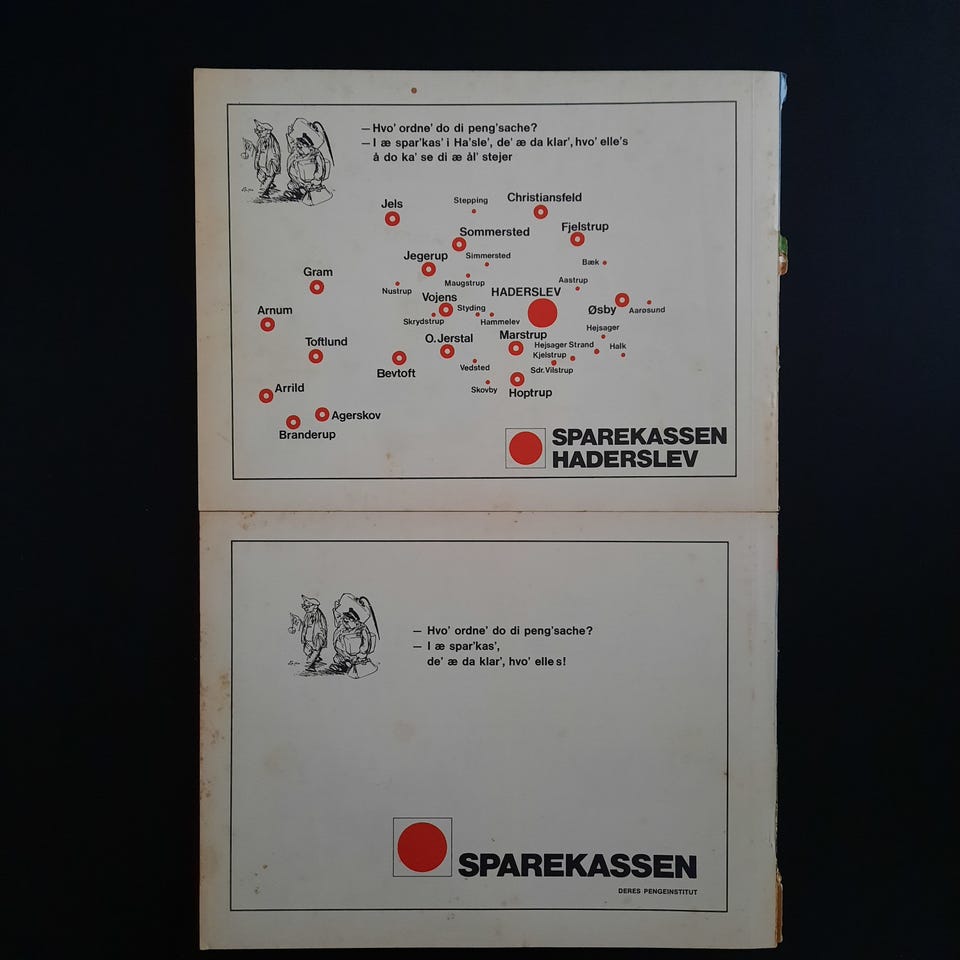 – Hvo' ordne' do di peng'sache?
– I æ spar'kas' i Ha'sle', de' æ da klar', hvo' elle's
å do ka' se di æ ål' stejer
Jels
Stepping
Christiansfeld
Sommersted
Fjelstrup
Jegerup
Simmersted
Bæk
Gram
Maugstrup
Aastrup
Nustrup
HADERSLEV
Vojens
Styding
Øsby
Aarøsund
Arnum
Skrydstrup
Hammelev
Hejsager
Toftlund
O. Jerstal
Marstrup
Hejsager Strand
Halk
Kjelstrup
Bevtoft
Vedsted
Sdr. Vilstrup
Arrild
Skovby
Hoptrup
Agerskov
Branderup
SPAREKASSEN
HADERSLEV
– Hvo' ordne' do di peng'sache?
– I æ spar'kas',
de' æ da klar', hvo' elle s!
SPAREKASSEN
DERES PENGEINSTITUT